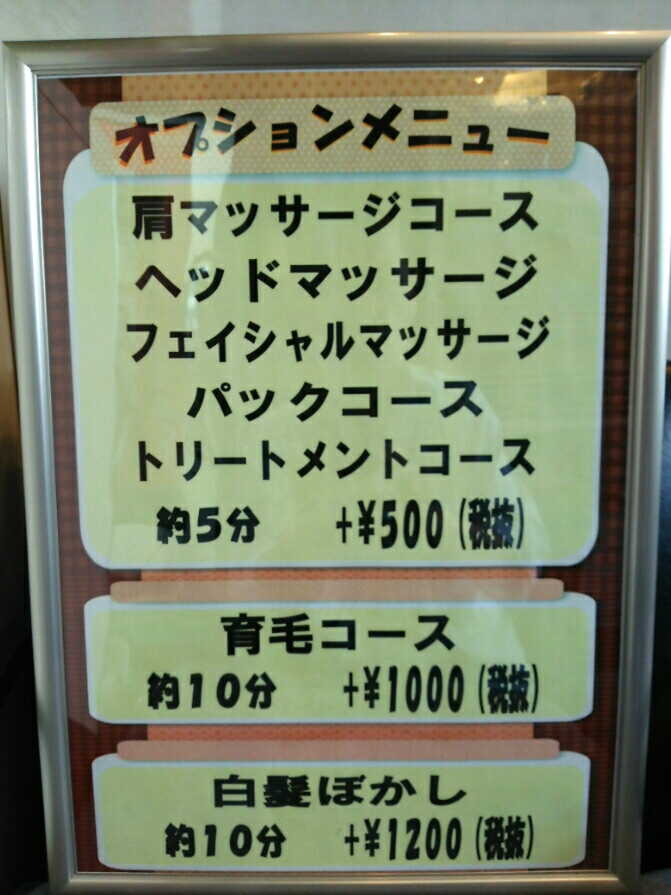 オプションメニュー
肩マッサージコース
ヘッドマッサージ
フェイシャルマッサージ
パックコース
トリートメントコース
約5分 +¥500(税抜)
育毛コース
約10分 +¥1000(税抜)
白髪ぼかし
約10分 +¥1200(税抜)